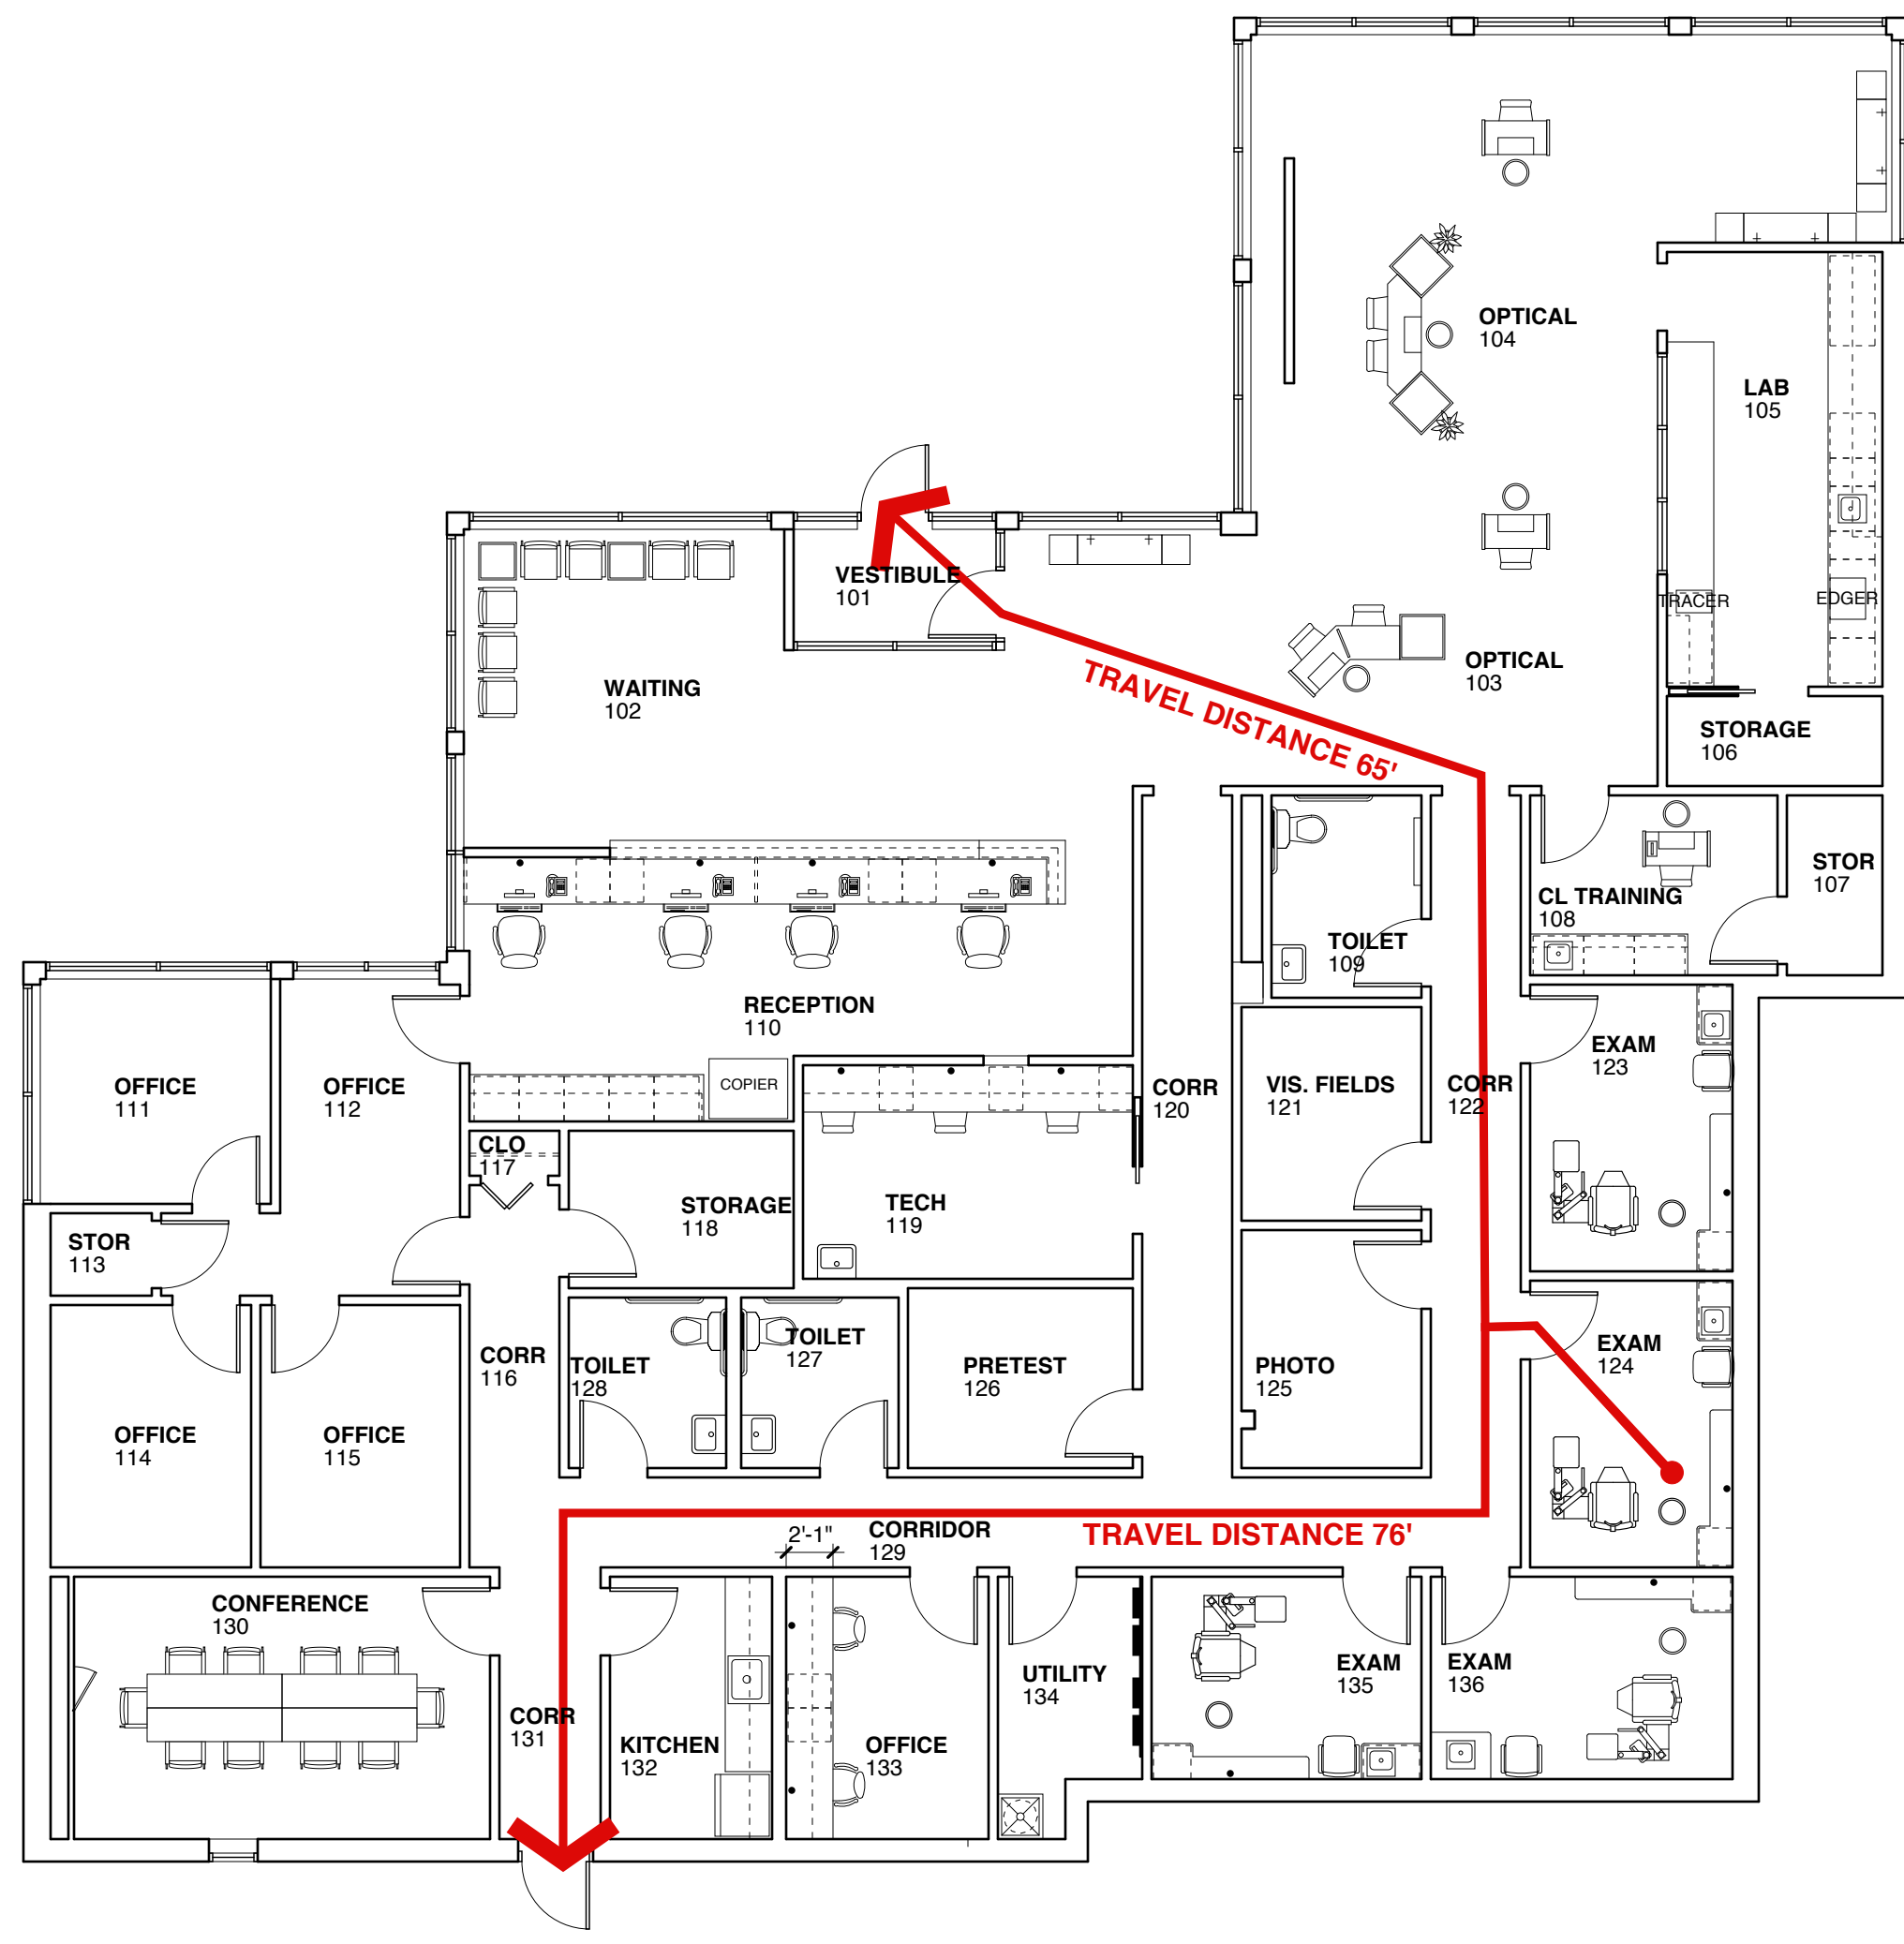 OPTICAL
104
LAB
105
VESTIBULE
101
TRACER
EDGER
OPTICAL
103
WAITING
102
TRAVEL DISTANCE 65'
STORAGE
106
STOR
107
CL TRAINING
108
TOILET
109
RECEPTION
110
EXAM
123
OFFICE
111
OFFICE
112
COPIER
CORR
120
VIS. FIELDS
121
CORR
122
CLO
117
STORAGE
118
TECH
119
STOR
113
EXAM
124
TOILET
127
CORR
116
TOILET
128
PRETEST
126
PHOTO
125
OFFICE
114
OFFICE
115
2'-1"
CORRIDOR
129
TRAVEL DISTANCE 76'
CONFERENCE
130
EXAM
135
EXAM
136
UTILITY
134
CORR
131
KITCHEN
132
OFFICE
133